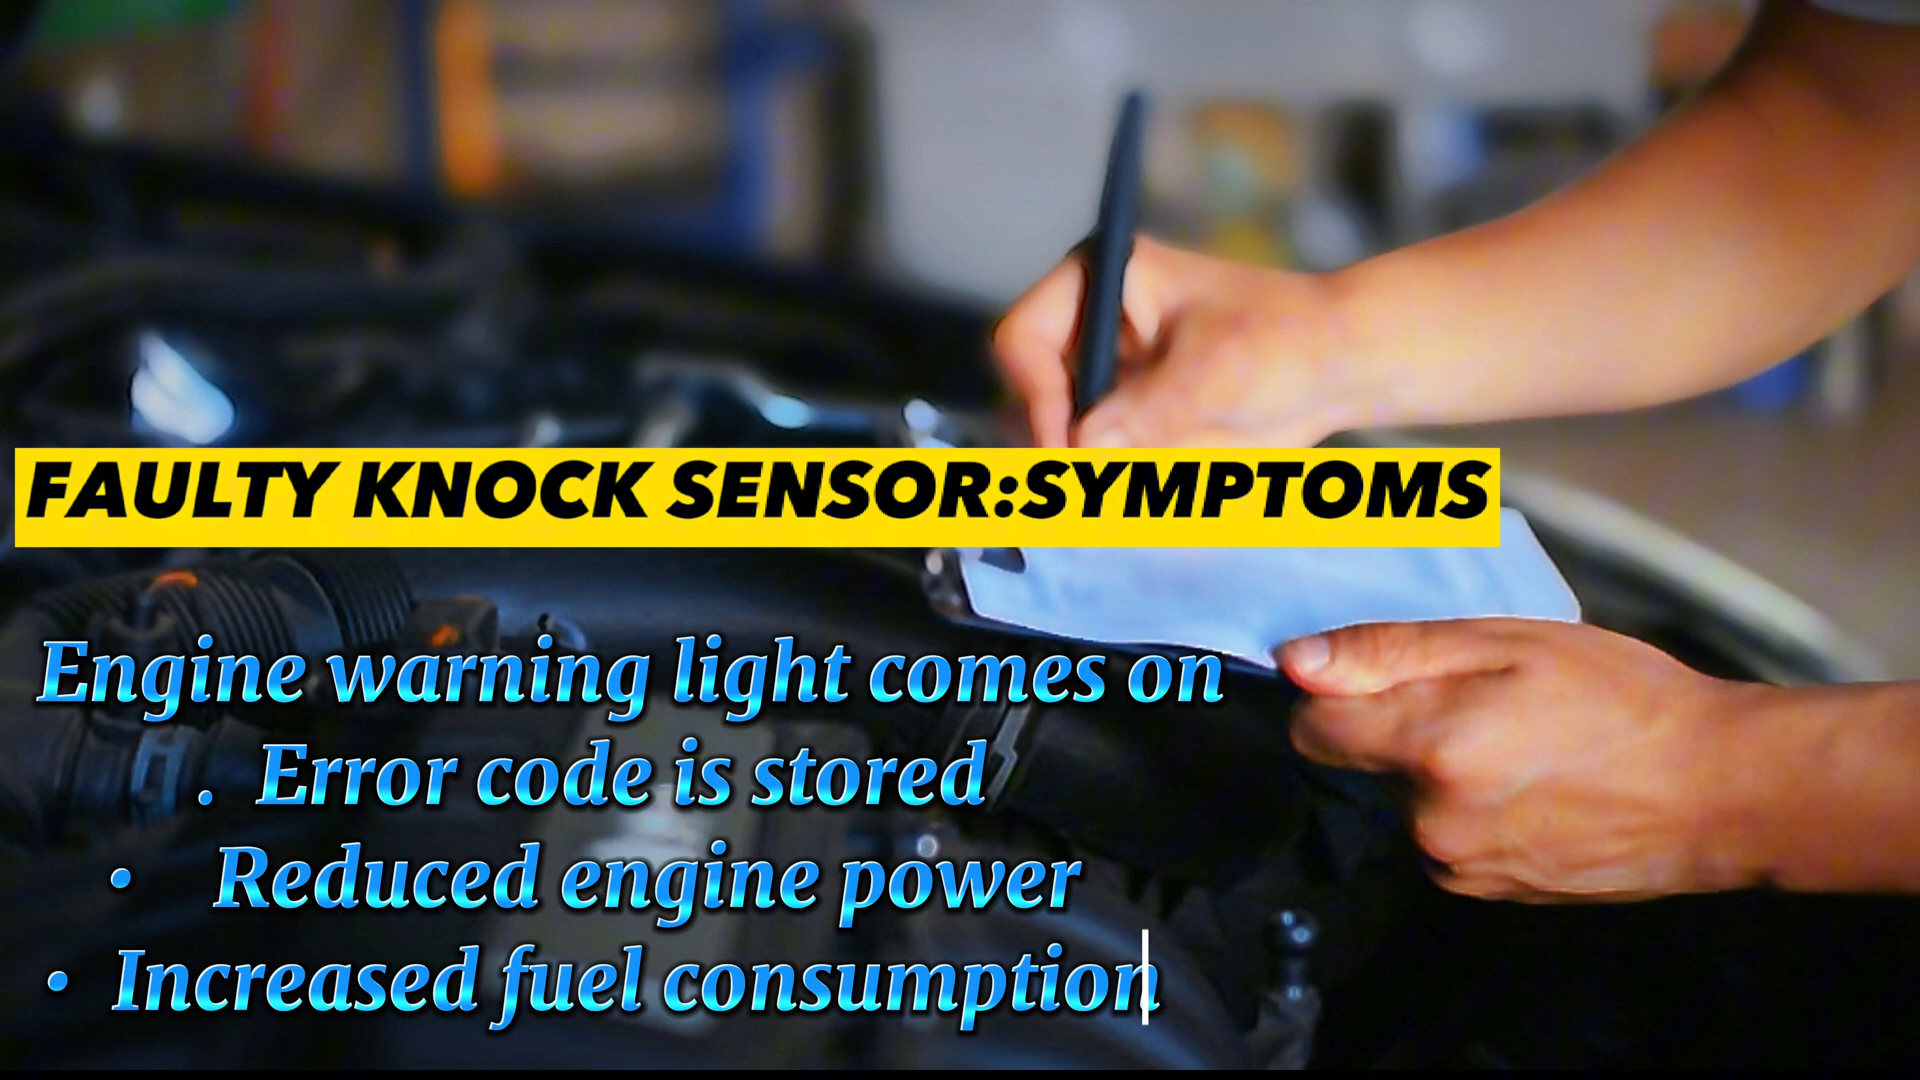 FAULTY KNOCK SENSOR:SYMPTOMS
Engine warning light comes on
. Error code is stored
• Reduced engine power
• Increased fuel consumption